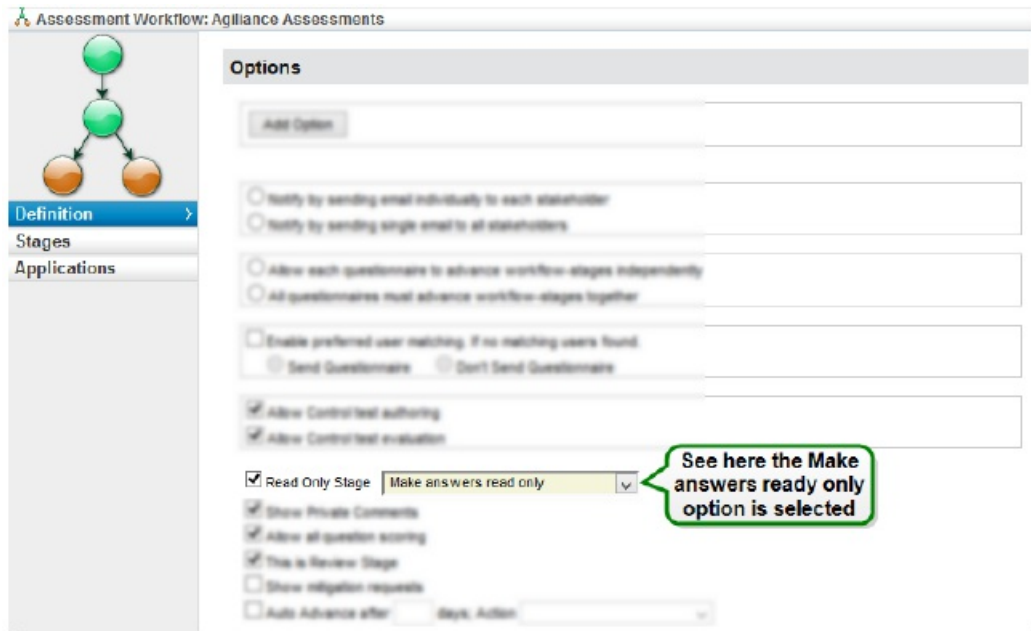 Assessment Workflow: Agiliance Assessments
Options
Add Option
Notify by sending email individually to each stakeholder
Notify by sending single email to all stakeholders
Definition
Stages
Applications
Allow each questionnaire to advance workflow-stages independently
All questionnaires must advance workflow-stages together
Enable preferred user matching. If no matching users found.
Send Questionnaire Don't Send Questionnaire
Allow Control test authoring
Allow Control test evaluation
Read Only Stage Make answers read only
See here the Make
answers ready only
option is selected
Show Private Comments
Allow all question scoring
This is Review Stage
Show mitigation requests
Auto Advance after days; Action